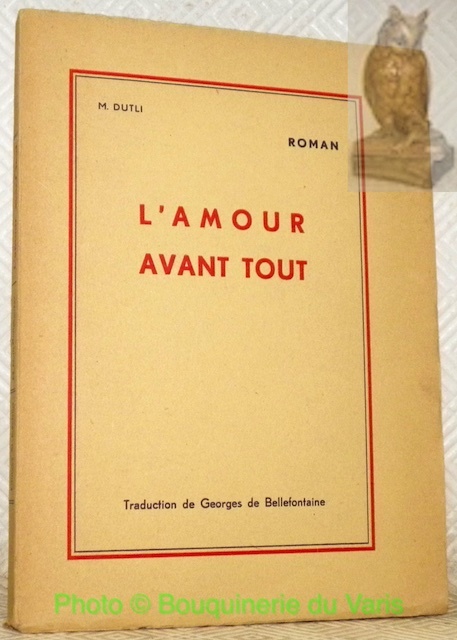 M. DUTLI
ROMAN
L'AMOUR
AVANT TOUT
Traduction de Georges de Bellefontaine
Photo © Bouquinerie du Varis